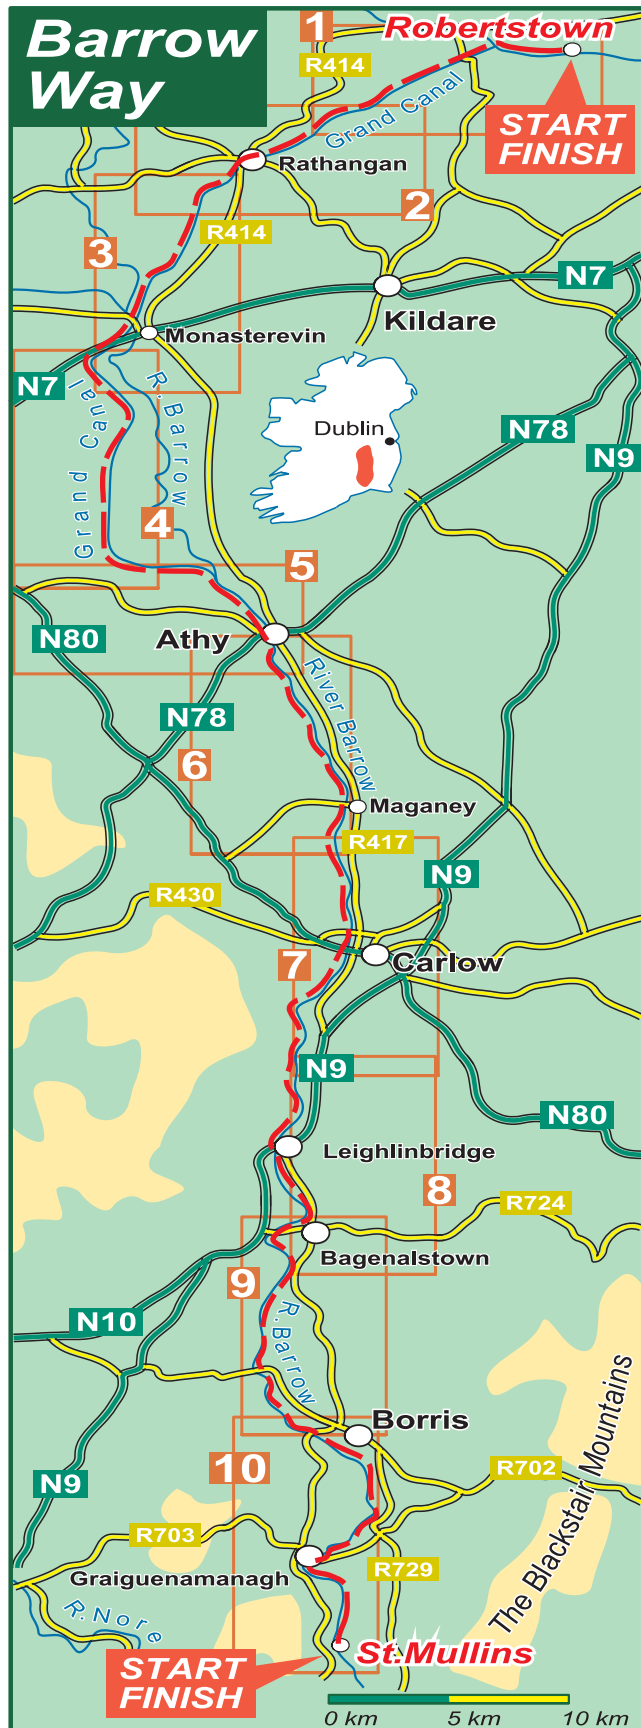 Barrow
Way
1
Robertstown
R414
Grand Canal
START
FINISH
Rathangan
2
R414
3
N7
Kildare
Monasterevin
N7
R. Barrow
Grand Canal
Dublin
N78
N9
4
5
N80
Athy
River Barrow
N78
6
Maganey
R417
N9
R430
7
Carlow
N9
N80
Leighlinbridge
8
R724
Bagenalstown
9
N10
R. Barrow
The Blackstair Mountains
Borris
10
R702
N9
R703
Graiguenamanagh
R729
R. Nore
St.Mullins
START
FINISH
0 km 5 km 10 km